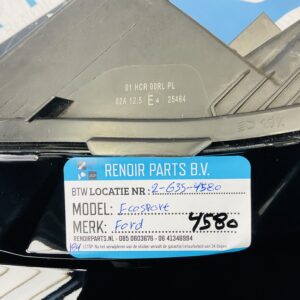 01 HCR 00RL PL
02A 12,5 E4 25464
RENOIR PARTS B.V.
BTW LOCATIE NR: 2-G35-4580
MODEL: Ecosport
MERK: Ford 4580
RENOIRPARTS.NL - 085 0603676 - 06 43346984